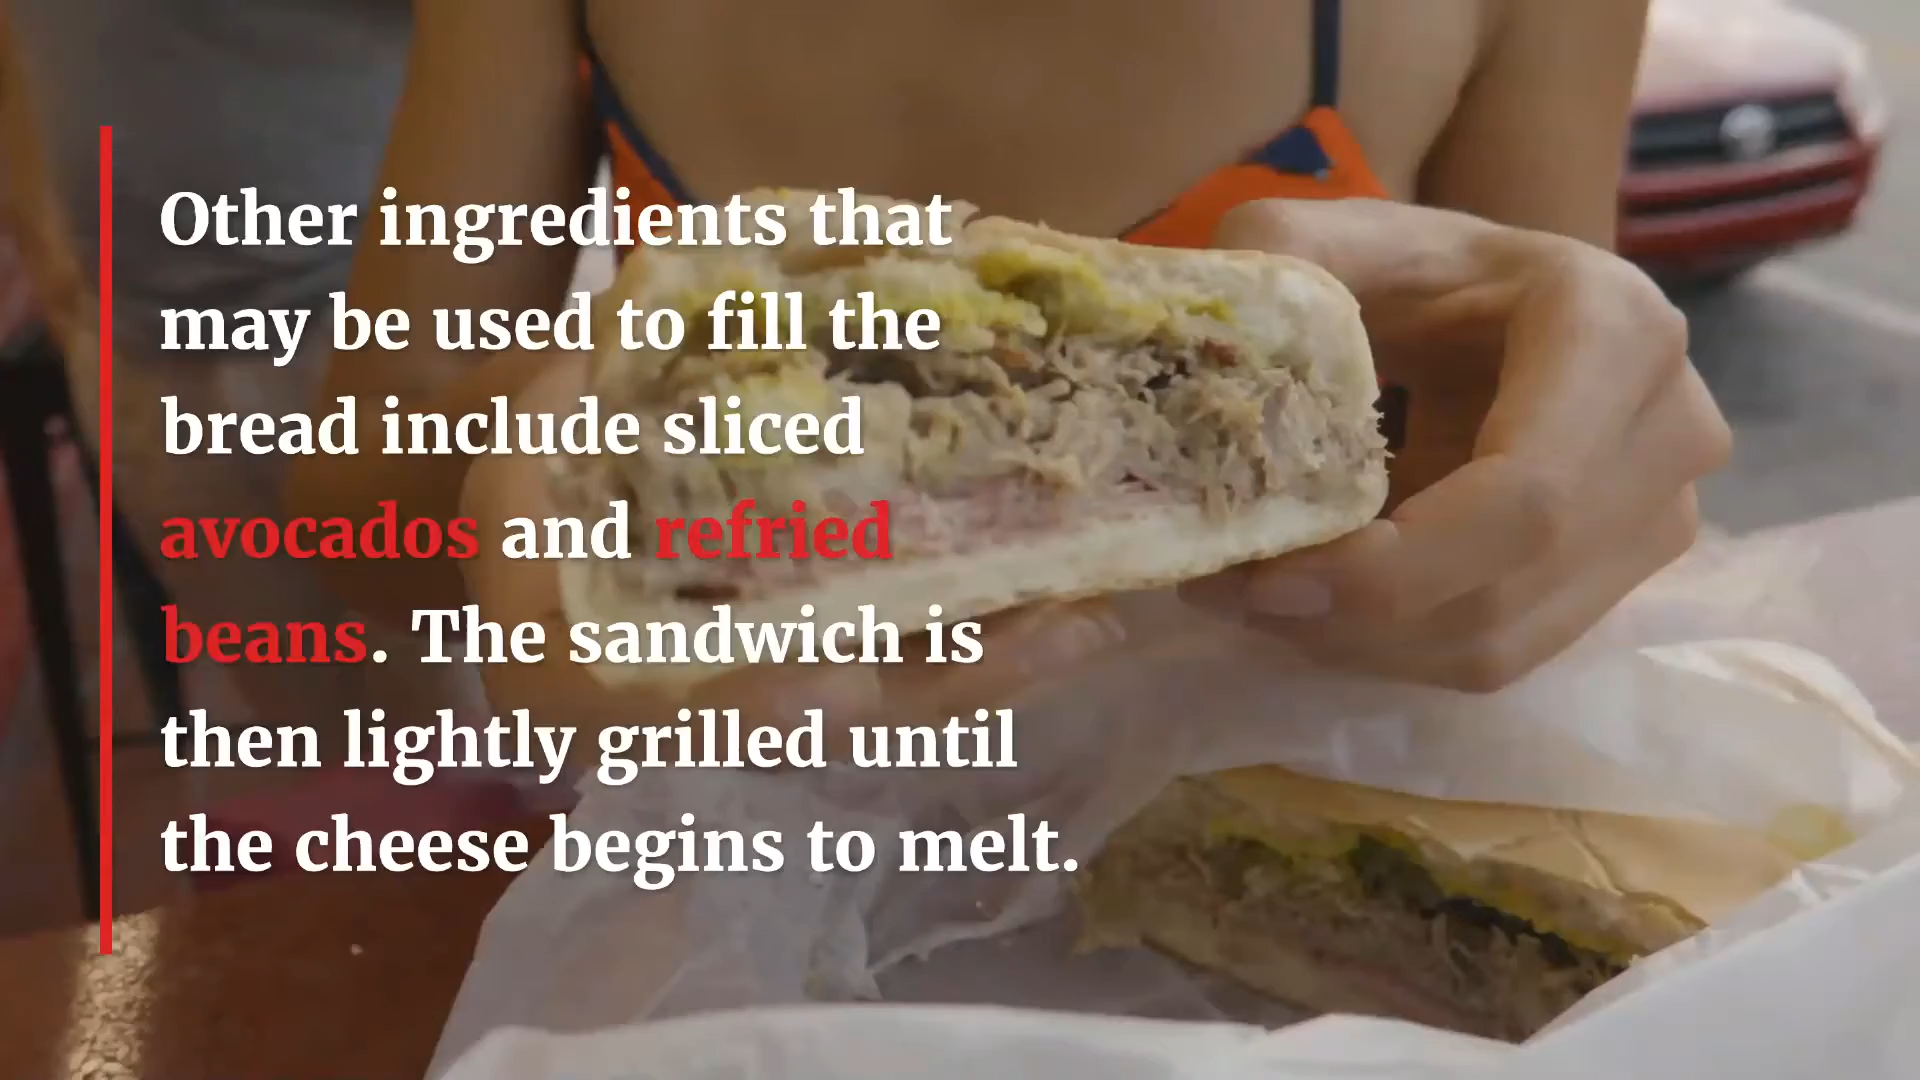 Other ingredients that
may be used to fill the
bread include sliced
avocados and refried
beans. The sandwich is
then lightly grilled until
the cheese begins to melt.